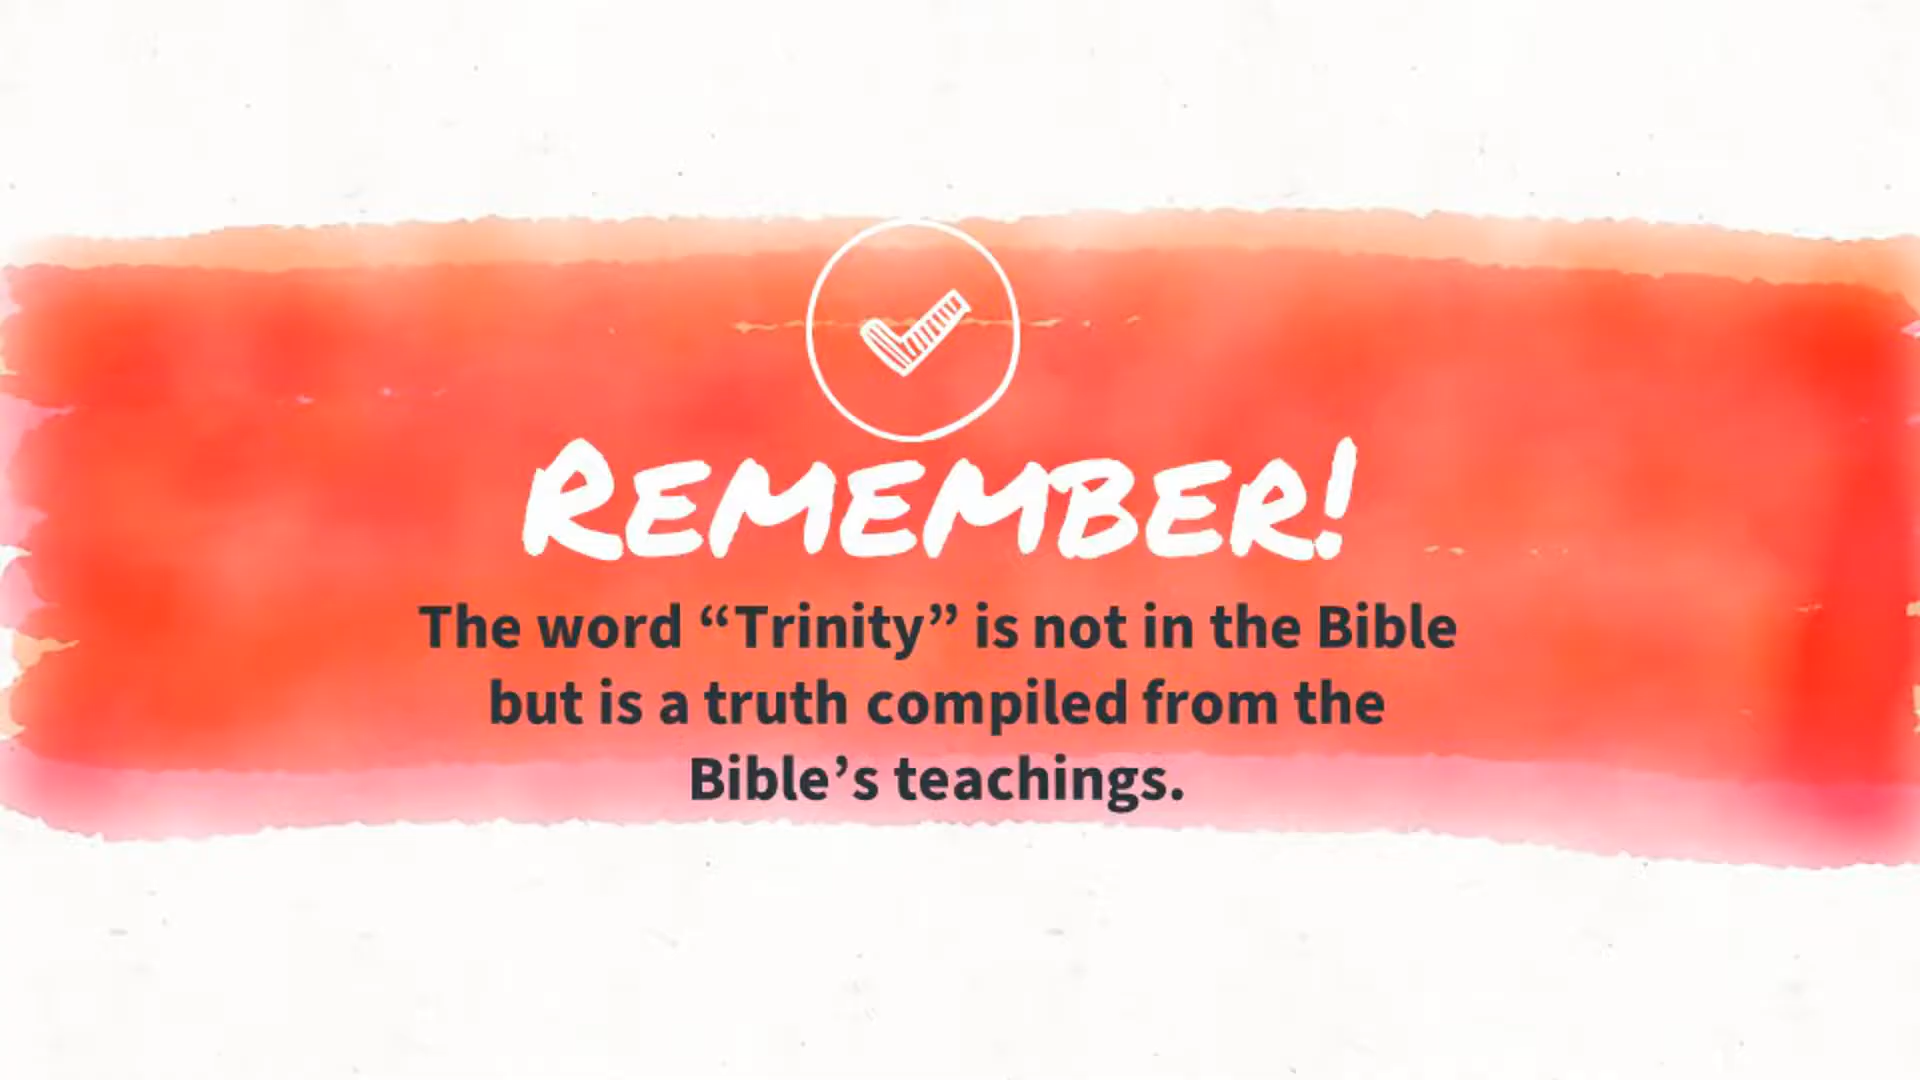 REMEMBER!
The word “Trinity” is not in the Bible
but is a truth compiled from the
Bible’s teachings.